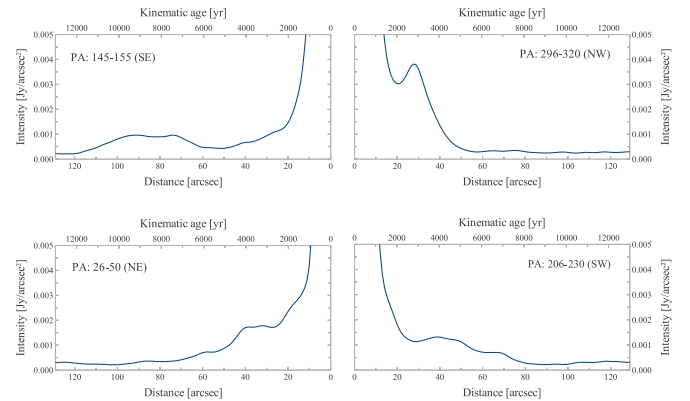 Kinematic age [yr]
12000 10000 8000 6000 4000 2000 0
0.005
0.004
0.003
0.002
0.001
0.000
Intensity [Jy/arcsec²]
PA: 145-155 (SE)
120 100 80 60 40 20 0
Distance [arcsec]
Kinematic age [yr]
0 2000 4000 6000 8000 10000 12000
PA: 296-320 (NW)
0.005
0.004
0.003
0.002
0.001
0.000
Intensity [Jy/arcsec²]
0 20 40 60 80 100 120
Distance [arcsec]
Kinematic age [yr]
12000 10000 8000 6000 4000 2000 0
0.005
0.004
0.003
0.002
0.001
0.000
Intensity [Jy/arcsec²]
PA: 26-50 (NE)
120 100 80 60 40 20 0
Distance [arcsec]
Kinematic age [yr]
0 2000 4000 6000 8000 10000 12000
PA: 206-230 (SW)
0.005
0.004
0.003
0.002
0.001
0.000
Intensity [Jy/arcsec²]
0 20 40 60 80 100 120
Distance [arcsec]